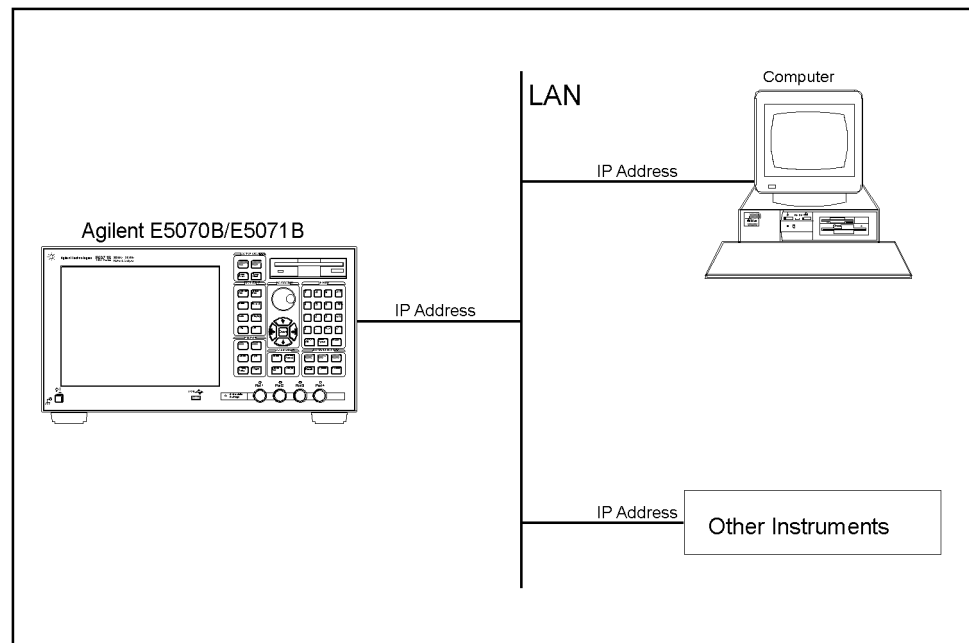 LAN
Computer
IP Address
Agilent E5070B/E5071B
IP Address
IP Address
Other Instruments